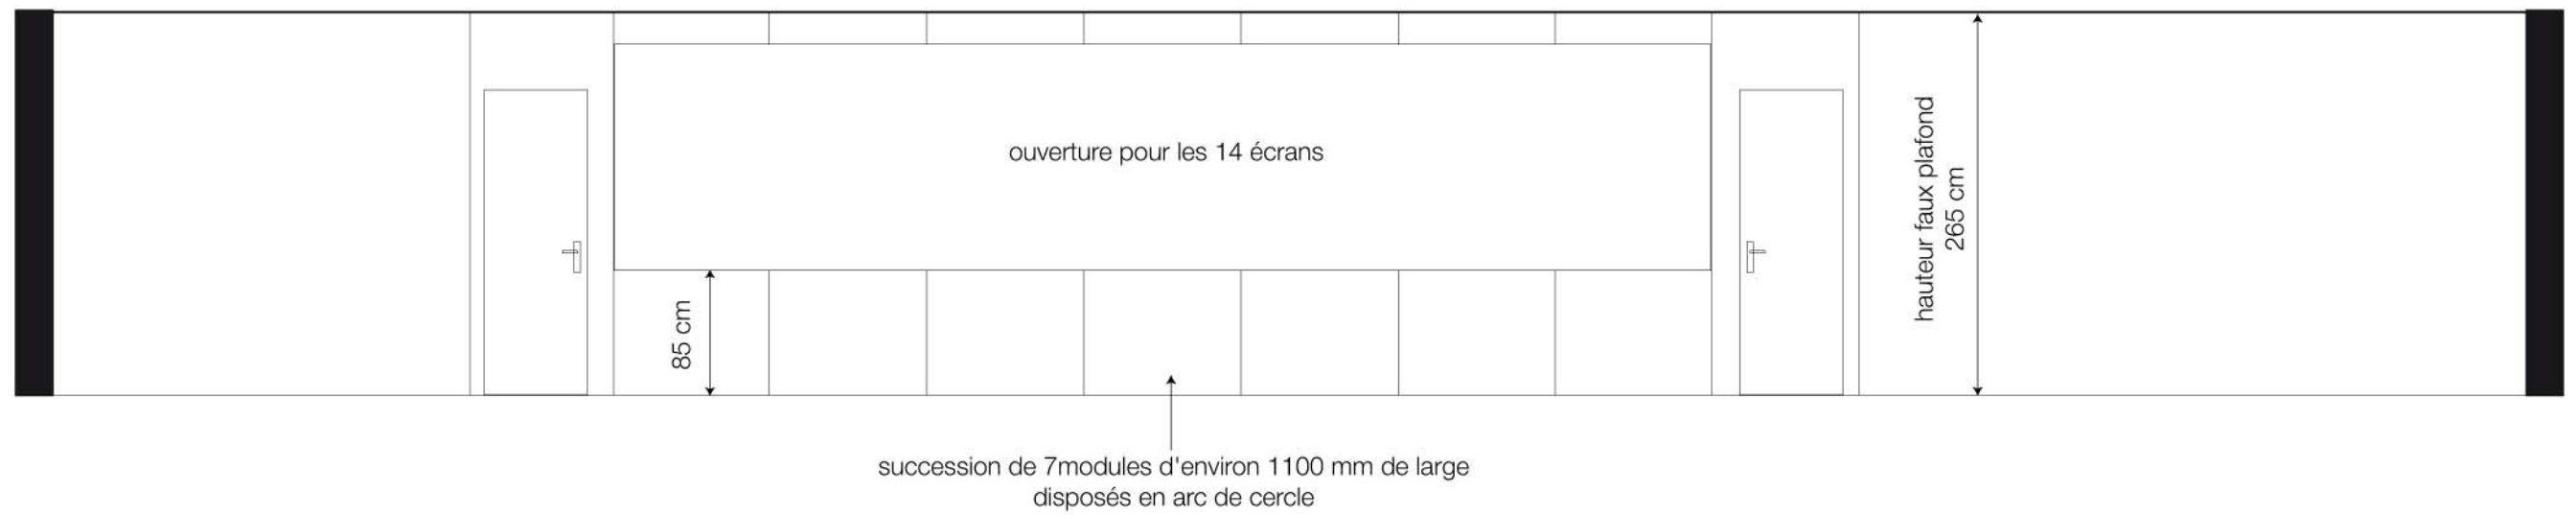 ouverture pour les 14 écrans
85 cm
hauteur faux plafond
265 cm
succession de 7modules d'environ 1100 mm de large
disposés en arc de cercle